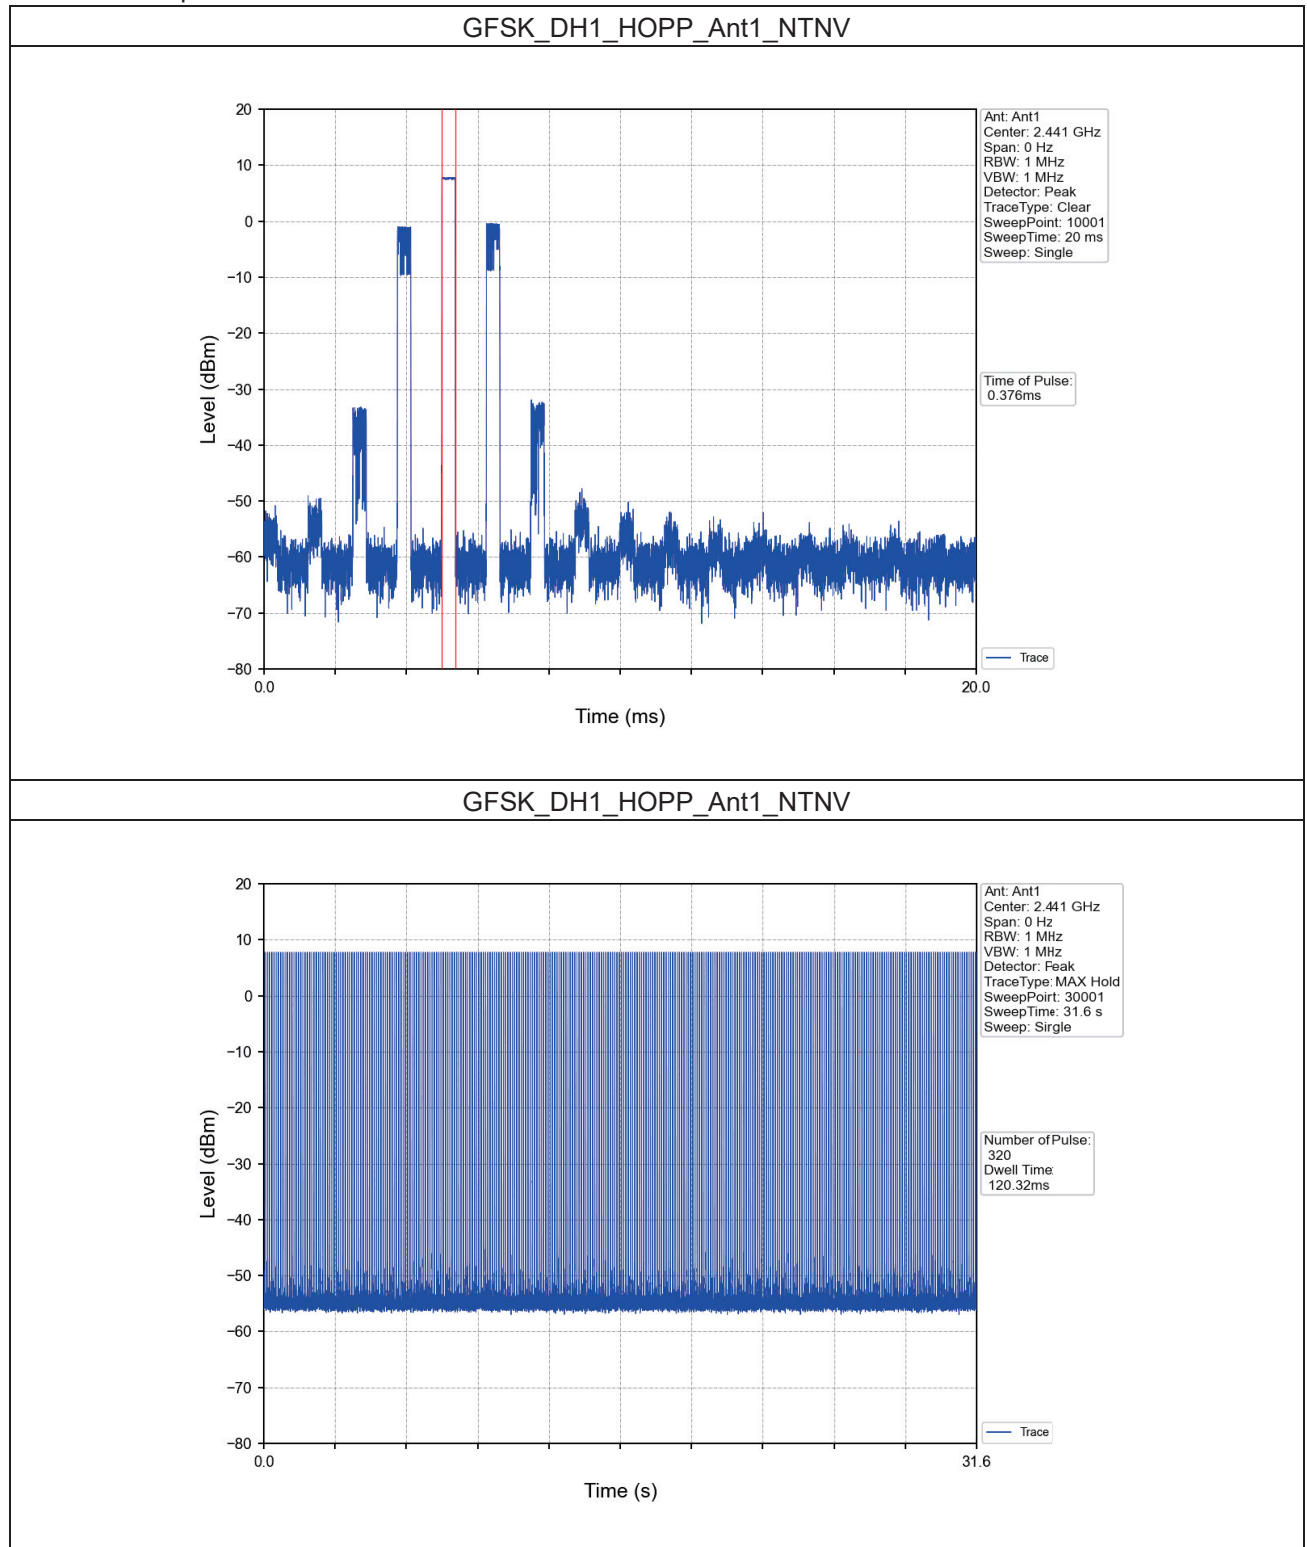 GFSK_DH1_HOPP_Ant1_NTNV
20
10
0
−10
−20
−30
−40
−50
−60
−70
−80
Level (dBm)
0.0
20.0
Time (ms)
Ant: Ant1
Center: 2.441 GHz
Span: 0 Hz
RBW: 1 MHz
VBW: 1 MHz
Detector: Peak
TraceType: Clear
SweepPoint: 10001
SweepTime: 20 ms
Sweep: Single
Time of Pulse:
0.376ms
Trace
GFSK_DH1_HOPP_Ant1_NTNV
20
10
0
−10
−20
−30
−40
−50
−60
−70
−80
Level (dBm)
0.0
31.6
Time (s)
Ant: Ant1
Center: 2.441 GHz
Span: 0 Hz
RBW: 1 MHz
VBW: 1 MHz
Detector: Peak
TraceType: MAX Hold
SweepPoint: 30001
SweepTime: 31.6 s
Sweep: Single
Number of Pulse:
320
Dwell Time:
120.32ms
Trace